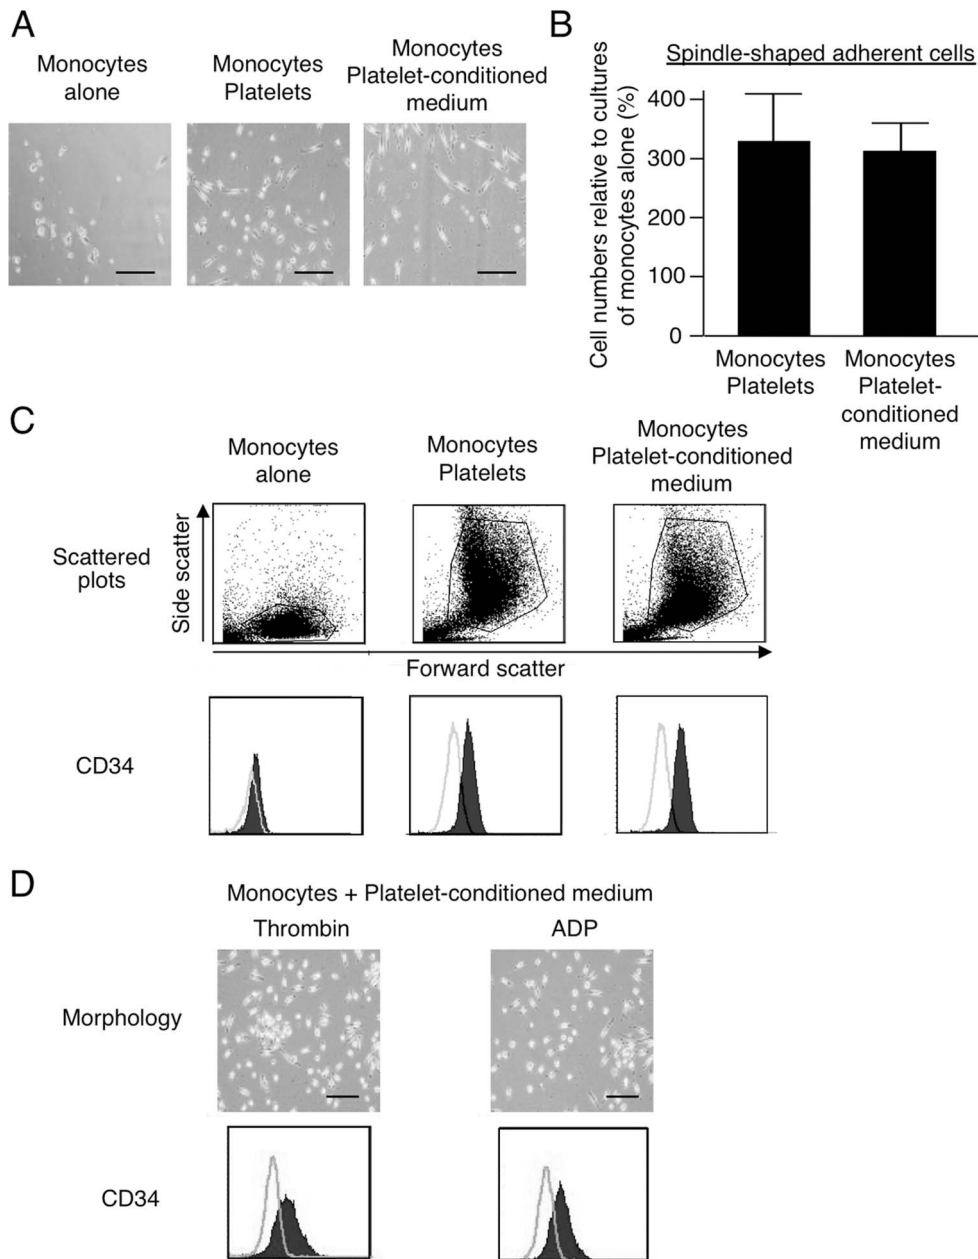 A
Monocytes
alone
Monocytes
Platelets
Monocytes
Platelet-conditioned
medium
B
Spindle-shaped adherent cells
Cell numbers relative to cultures
of monocytes alone (%)
400
300
200
100
0
Monocytes
Platelets
Monocytes
Platelet-
conditioned
medium
C
Monocytes
alone
Monocytes
Platelets
Monocytes
Platelet-conditioned
medium
Scattered
plots
Side scatter
Forward scatter
CD34
D
Monocytes + Platelet-conditioned medium
Thrombin
ADP
Morphology
CD34